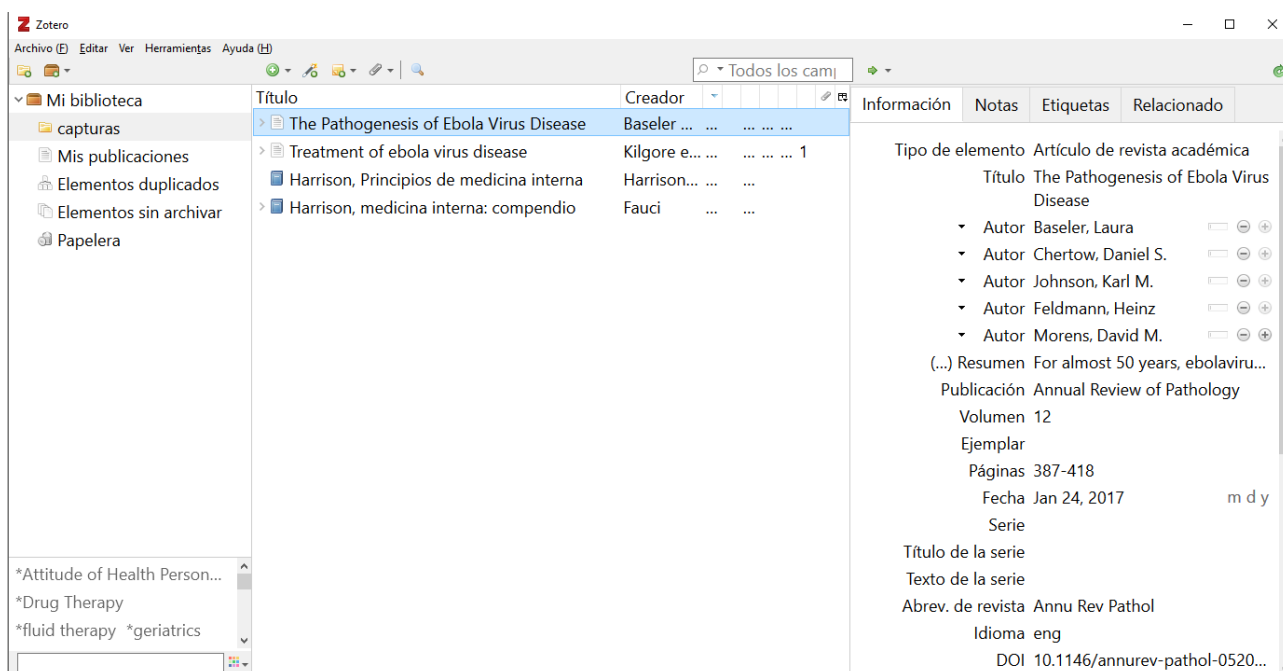 Zotero
Archivo (F) Editar Ver Herramientas Ayuda (H)
Todos los camp
Mi biblioteca
capturas
Mis publicaciones
Elementos duplicados
Elementos sin archivar
Papelera
*Attitude of Health Person...
*Drug Therapy
*fluid therapy *geriatrics
Título Creador
The Pathogenesis of Ebola Virus Disease Baseler ... ... ... ... ...
Treatment of ebola virus disease Kilgore e... ... ... ... ... 1
Harrison, Principios de medicina interna Harrison... ... ...
Harrison, medicina interna: compendio Fauci ... ...
Información Notas Etiquetas Relacionado
Tipo de elemento Artículo de revista académica
Título The Pathogenesis of Ebola Virus
Disease
Autor Baseler, Laura
Autor Chertow, Daniel S.
Autor Johnson, Karl M.
Autor Feldmann, Heinz
Autor Morens, David M.
(...) Resumen For almost 50 years, ebolaviru...
Publicación Annual Review of Pathology
Volumen 12
Ejemplar
Páginas 387-418
Fecha Jan 24, 2017 m d y
Serie
Título de la serie
Texto de la serie
Abrev. de revista Annu Rev Pathol
Idioma eng
DOI 10.1146/annurev-pathol-0520...